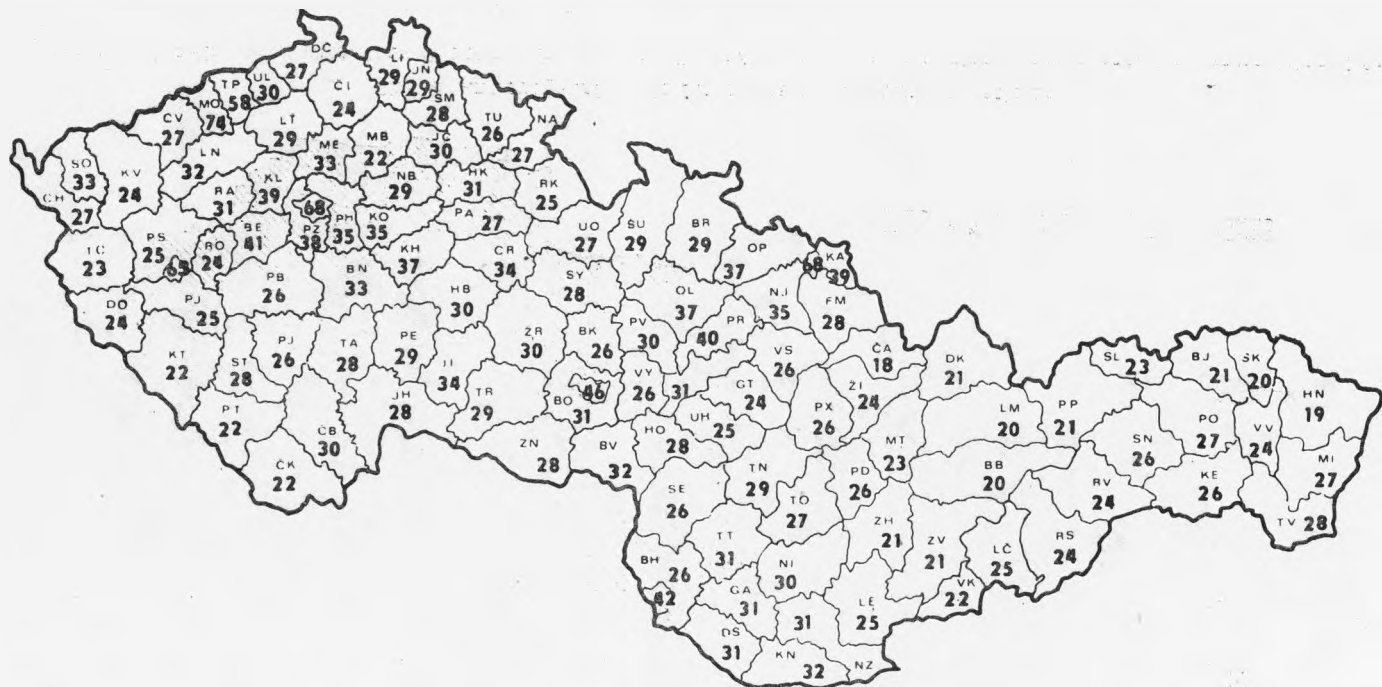 DC
27
LI
29
JN
29
TP
58
UL
30
ČL
24
SM
28
MO
74
CV
27
LT
29
TU
26
NA
27
MB
22
JC
30
ME
33
LN
32
SO
33
KV
24
CH
27
RA
31
KL
39
NB
29
HK
31
RK
25
68
PH
35
KO
35
PA
27
PZ
38
BE
41
RO
24
PS
25
65
TC
23
UO
27
ŠU
29
BR
29
OP
37
68
KA
39
KH
37
CR
34
BN
33
PB
26
SY
28
HB
30
OL
37
NJ
35
FM
28
DO
24
PJ
25
PR
40
PV
30
BK
26
ŽR
30
PE
29
TA
28
PJ
26
ST
28
KT
22
JI
34
VS
26
ČA
18
DK
21
SL
23
BJ
21
SK
20
HN
19
TR
29
JH
28
BO
31
46
VY
26
31
GT
24
ŽI
24
PX
26
LM
20
PP
21
PO
27
VV
24
PT
22
ČB
30
UH
25
HO
28
ZN
28
BV
32
MT
23
SN
26
MI
27
ČK
22
BB
20
RV
24
KE
26
TN
29
PD
26
SE
26
TO
27
TV
28
ZH
21
ZV
21
LČ
25
RS
24
TT
31
NI
30
BH
26
42
GA
31
VK
22
LE
25
31
DS
31
KN
32
NZ